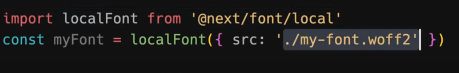 import localFont from '@next/font/local'
const myFont = localFont({ src: './my-font.woff2' })